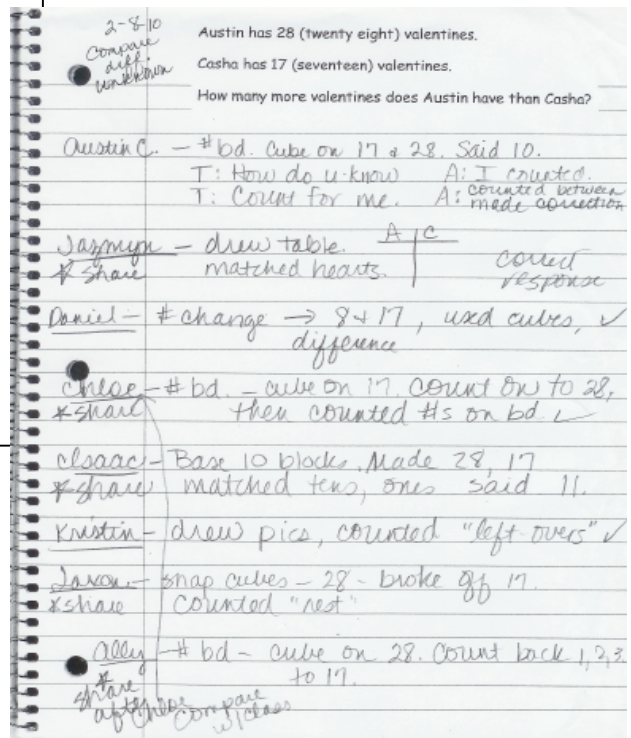 2-8-10
Compare
diff.
unknown
Austin has 28 (twenty eight) valentines.
Casha has 17 (seventeen) valentines.
How many more valentines does Austin have than Casha?
Austin C. — # bd. Cube on 17 & 28. Said 10.
T: How do u know A: I counted.
T: Count for me. A: counted between
made correction
Jazmyn — drew table. A | C
* share matched hearts. correct
response
Daniel — # change → 8 & 17, used cubes, ✓
difference
Chloe — # bd. — cube on 17. Count on to 28,
* share then counted #s on bd. ✓
Isaac — Base 10 blocks. Made 28, 17
* share matched tens, ones said 11.
Kristin — drew pics, counted "left overs" ✓
Jaxon — snap cubes — 28 - broke off 17.
* share counted "rest"
Ally — # bd — cube on 28. Count back 1, 2, 3.
* to 17.
share
after Chloe compare
w/class